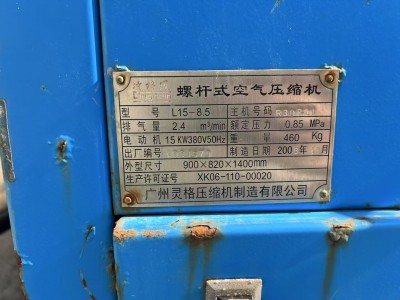 螺杆式空气压缩机
型 号 L15-8.5 主机号码
排气量 2.4 m³/min 额定压力 0.85 MPa
电动机 15 KW380V50Hz 重 量 460 Kg
出厂编号 制造日期 200 年 月
外型尺寸 900×820×1400mm
生产许可证号 XK06-110-00020
广州灵格压缩机制造有限公司